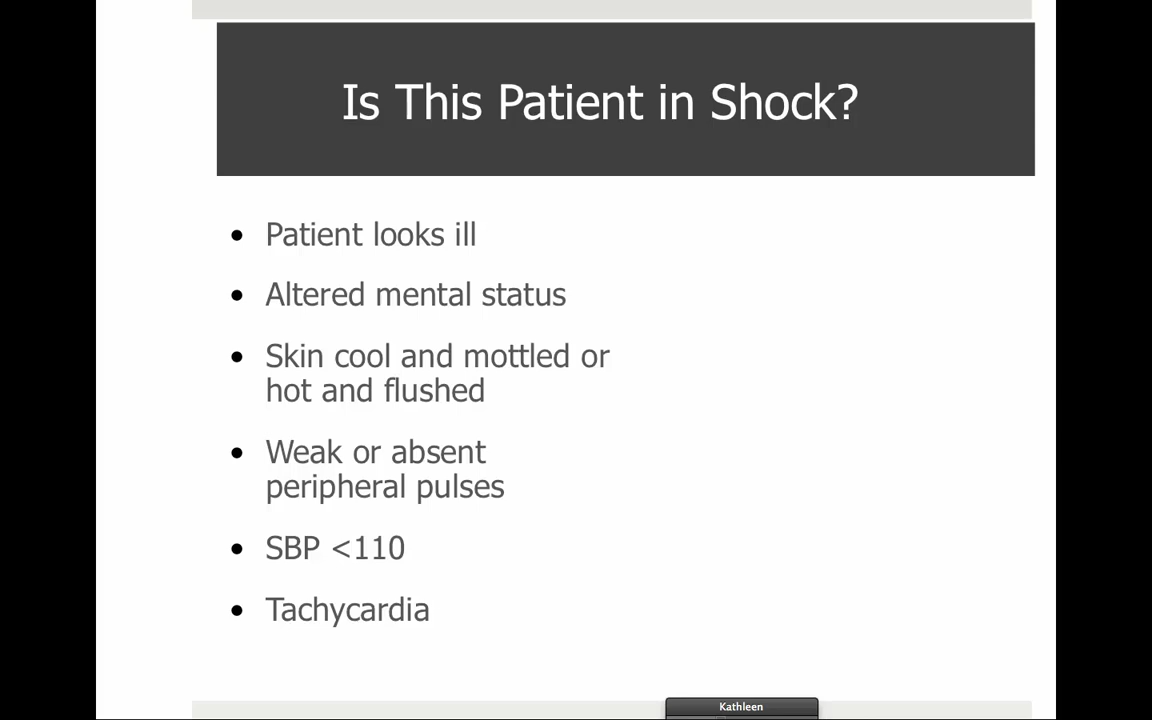 Is This Patient in Shock?
• Patient looks ill
• Altered mental status
• Skin cool and mottled or
hot and flushed
• Weak or absent
peripheral pulses
• SBP <110
• Tachycardia
Kathleen